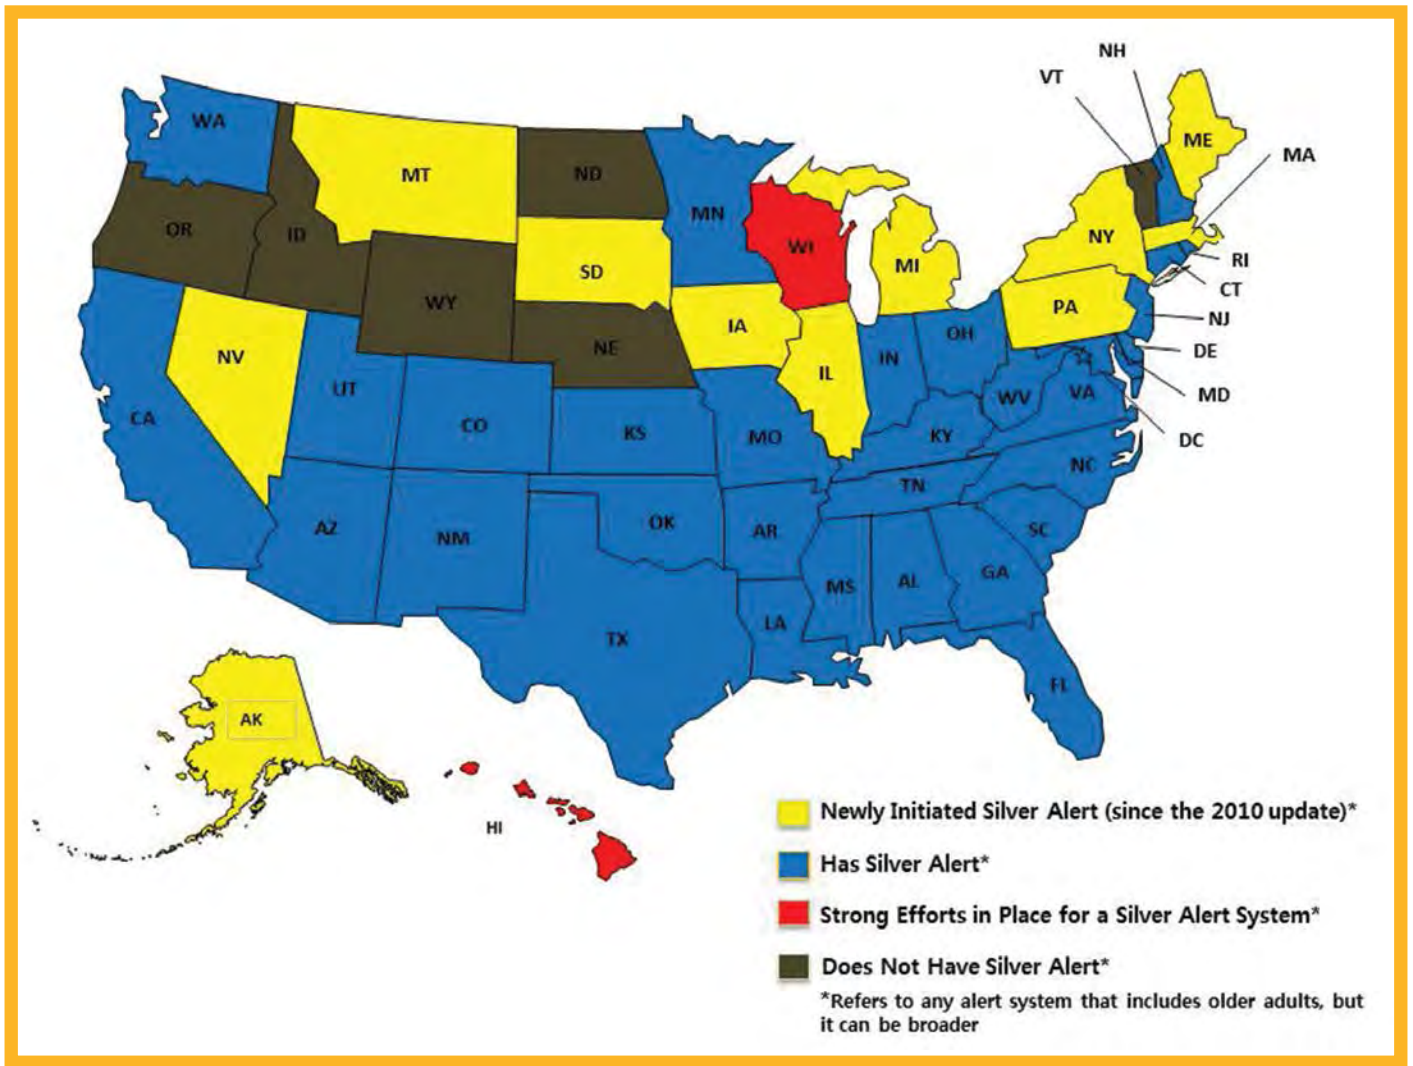 NH
VT
WA
ME
MA
MT
ND
MN
OR
ID
NY
WI
RI
SD
MI
CT
WY
PA
NJ
IA
OH
NE
IN
DE
NV
IL
UT
WV
VA
MD
CA
CO
KS
MO
KY
DC
NC
TN
AZ
NM
OK
AR
SC
GA
MS
AL
LA
TX
FL
AK
HI
Newly Initiated Silver Alert (since the 2010 update)*
Has Silver Alert*
Strong Efforts in Place for a Silver Alert System*
Does Not Have Silver Alert*
*Refers to any alert system that includes older adults, but
it can be broader